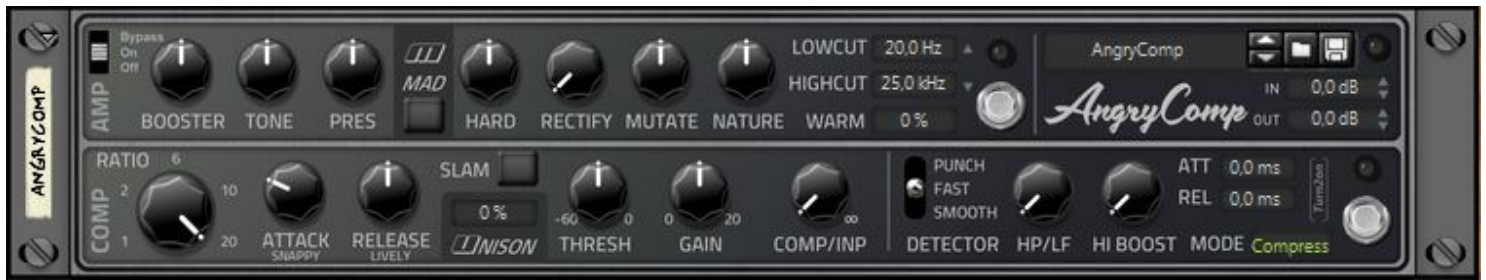 ANGRYCOMP
AMP
Bypass
On
Off
BOOSTER
TONE
PRES
MAD
HARD
RECTIFY
MUTATE
NATURE
LOWCUT 20,0 Hz
HIGHCUT 25,0 kHz
WARM 0 %
AngryComp
AngryComp
IN 0,0 dB
OUT 0,0 dB
COMP
RATIO
1
2
6
10
20
ATTACK
SNAPPY
RELEASE
LIVELY
SLAM
0 %
UNISON
-60 0
THRESH
0 20
GAIN
∞
COMP/INP
PUNCH
FAST
SMOOTH
DETECTOR
HP/LF
HI BOOST
ATT 0,0 ms
REL 0,0 ms
MODE Compress
Turn2on